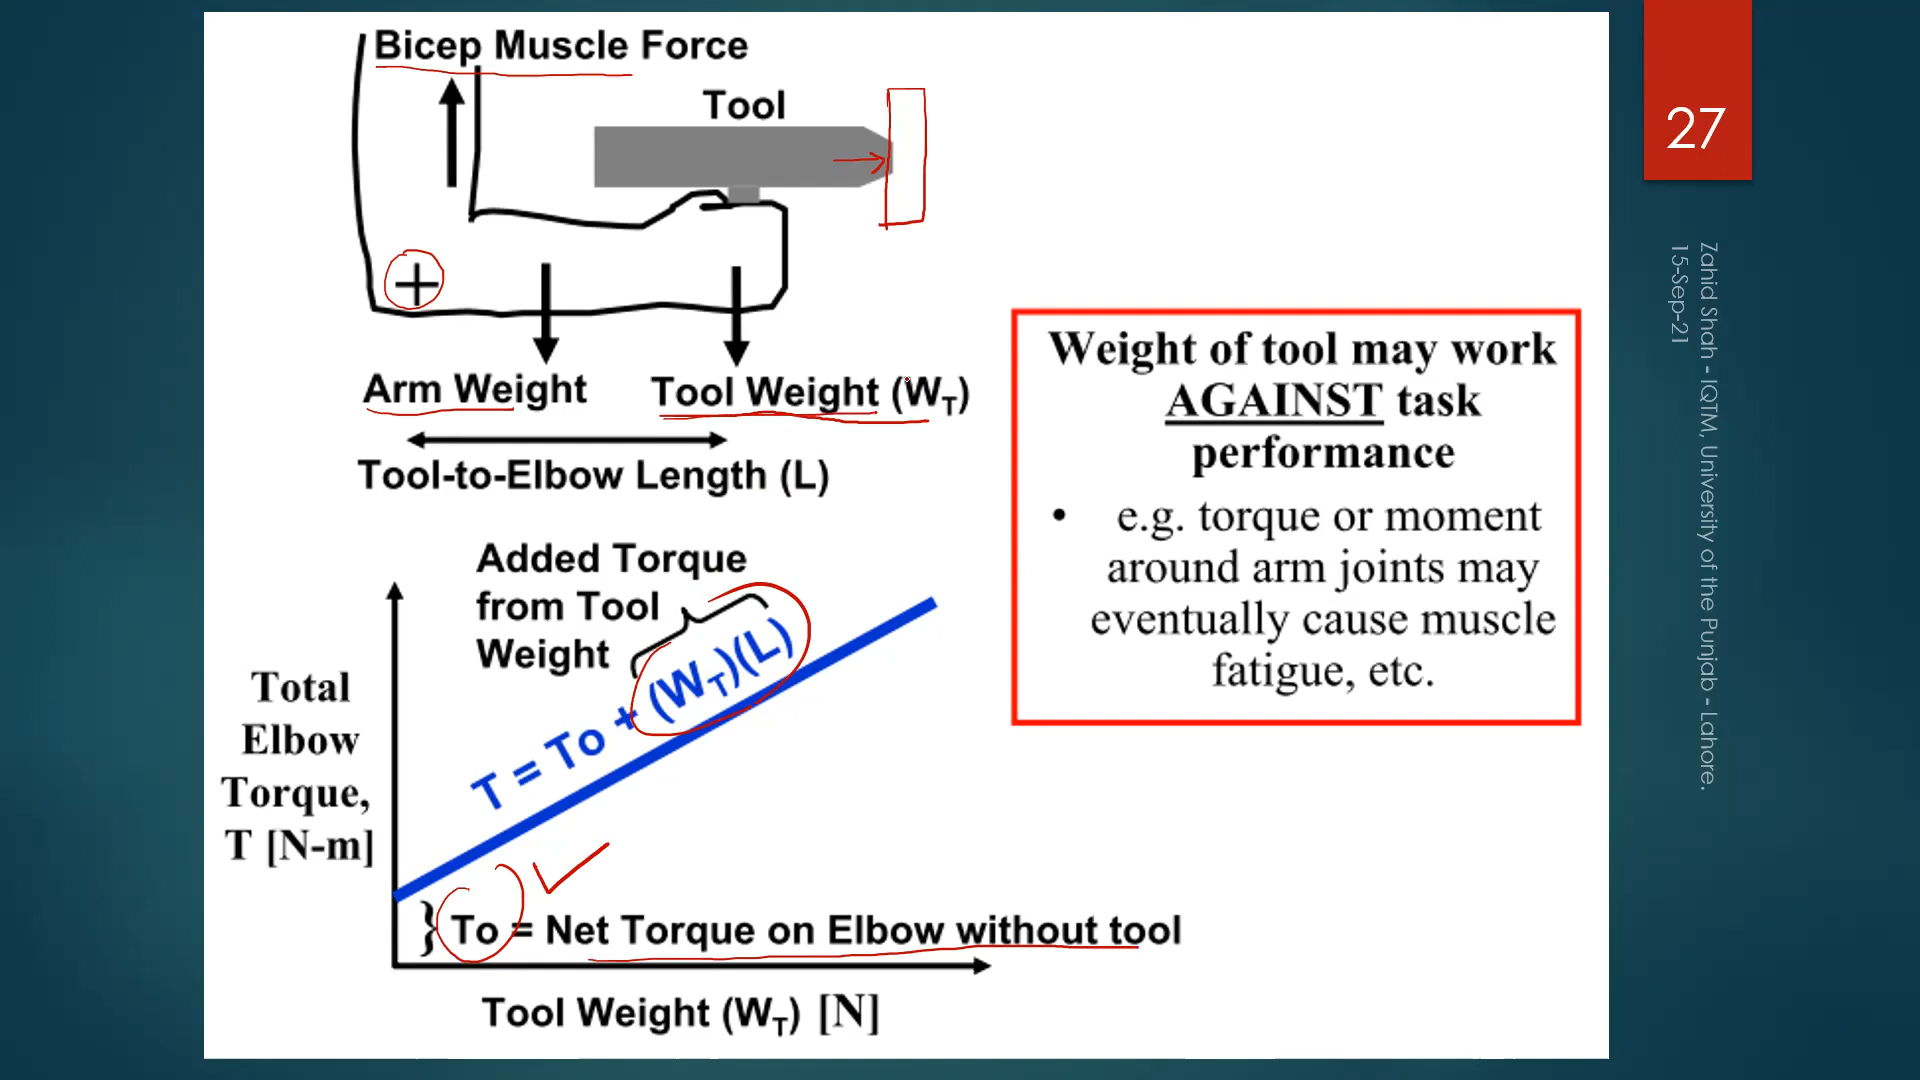 Bicep Muscle Force
Tool
Arm Weight
Tool Weight (WT)
Tool-to-Elbow Length (L)
Added Torque
from Tool
Weight
T = To + (WT)(L)
Total
Elbow
Torque,
T [N-m]
} To = Net Torque on Elbow without tool
Tool Weight (WT) [N]
Weight of tool may work
AGAINST task
performance
• e.g. torque or moment
around arm joints may
eventually cause muscle
fatigue, etc.
27
Zahid Shah - IQTM, University of the Punjab - Lahore.
15-Sep-21